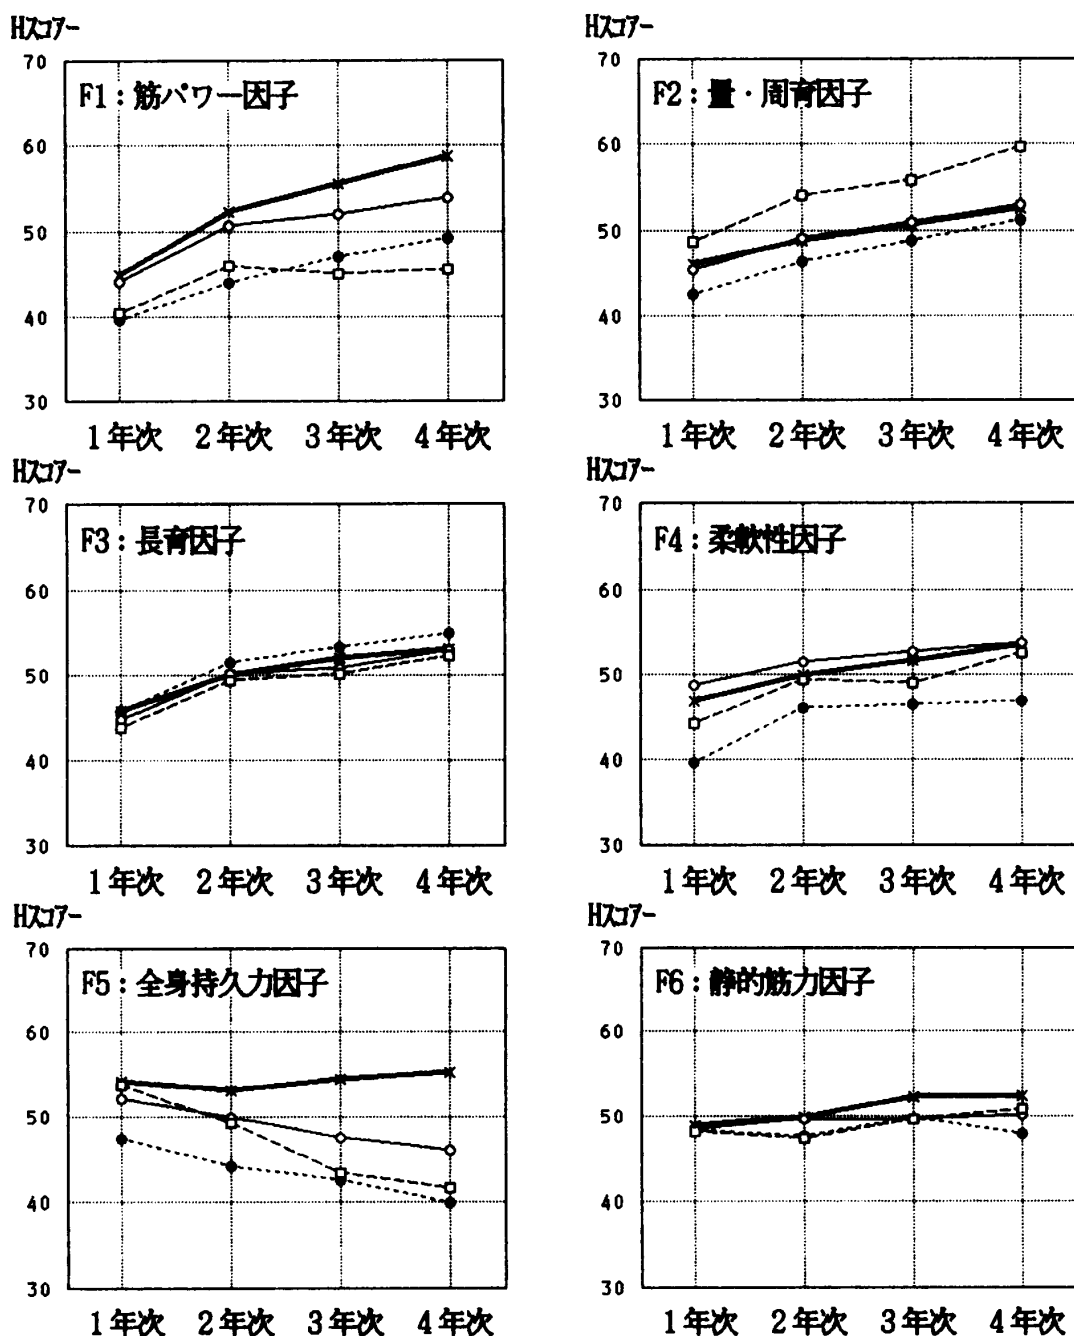 Hスコアー
70
F1：筋パワー因子
60
50
40
30
1年次 2年次 3年次 4年次
Hスコアー
70
F2：量・周育因子
60
50
40
30
1年次 2年次 3年次 4年次
Hスコアー
70
F3：長育因子
60
50
40
30
1年次 2年次 3年次 4年次
Hスコアー
70
F4：柔軟性因子
60
50
40
30
1年次 2年次 3年次 4年次
Hスコアー
70
F5：全身持久力因子
60
50
40
30
1年次 2年次 3年次 4年次
Hスコアー
70
F6：静的筋力因子
60
50
40
30
1年次 2年次 3年次 4年次